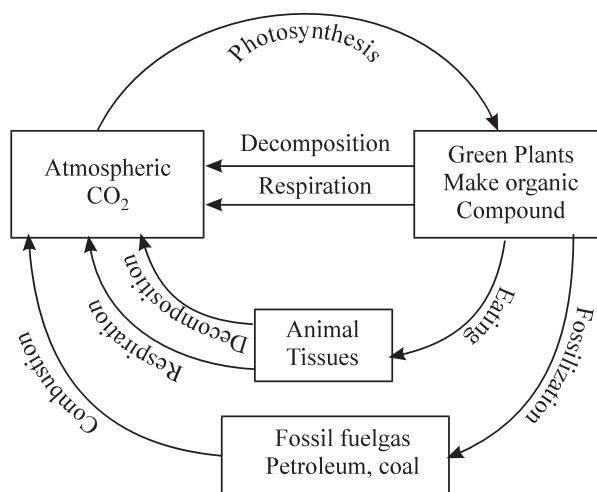 Photosynthesis
Decomposition
Respiration
Atmospheric
CO₂
Green Plants
Make organic
Compound
Decomposition
Respiration
Combustion
Eating
Fossilization
Animal
Tissues
Fossil fuelgas
Petroleum, coal